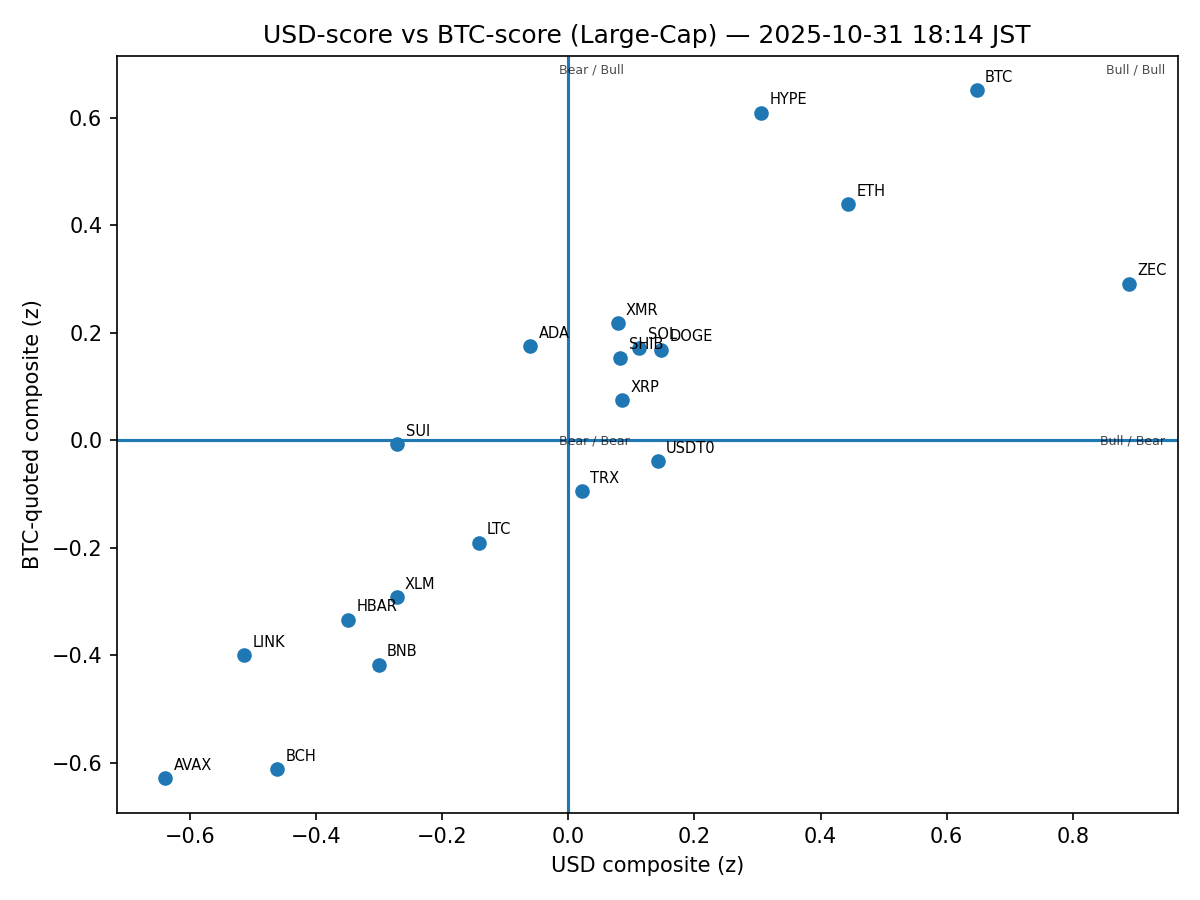 USD-score vs BTC-score (Large-Cap) — 2025-10-31 18:14 JST
Bear / Bull
Bull / Bull
BTC
HYPE
ETH
ZEC
XMR
ADA
SOL
DOGE
SHIB
XRP
SUI
Bear / Bear
Bull / Bear
USDT0
TRX
LTC
XLM
HBAR
LINK
BNB
BCH
AVAX
0.6
0.4
0.2
0.0
−0.2
−0.4
−0.6
BTC-quoted composite (z)
−0.6
−0.4
−0.2
0.0
0.2
0.4
0.6
0.8
USD composite (z)